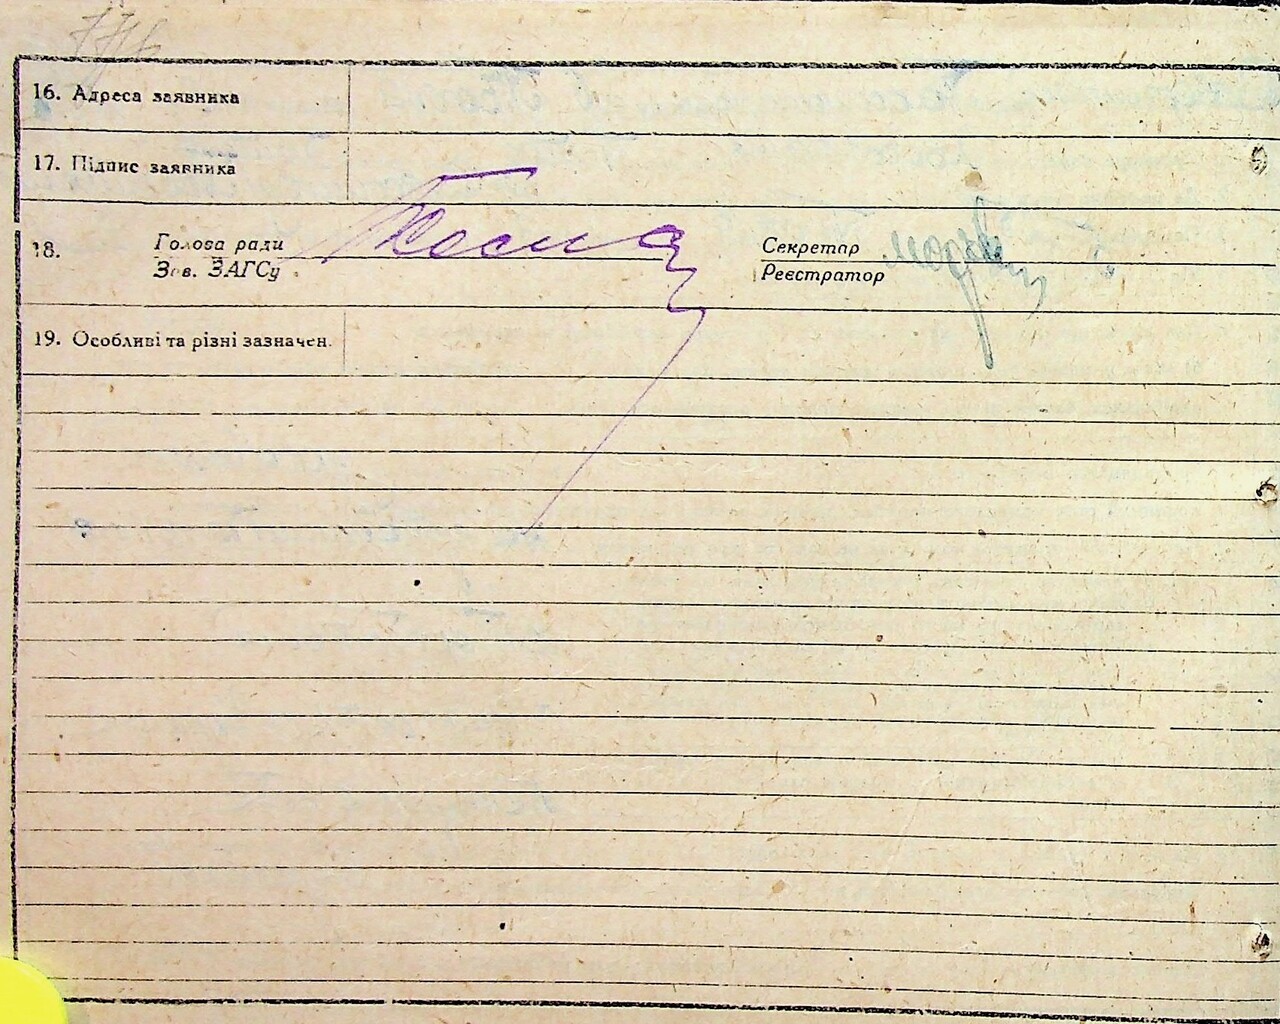 16. Адреса заявника
17. Підпис заявника
18. Голова ради Секретар
Зав. ЗАГСу Реєстратор
19. Особливі та різні зазначен.